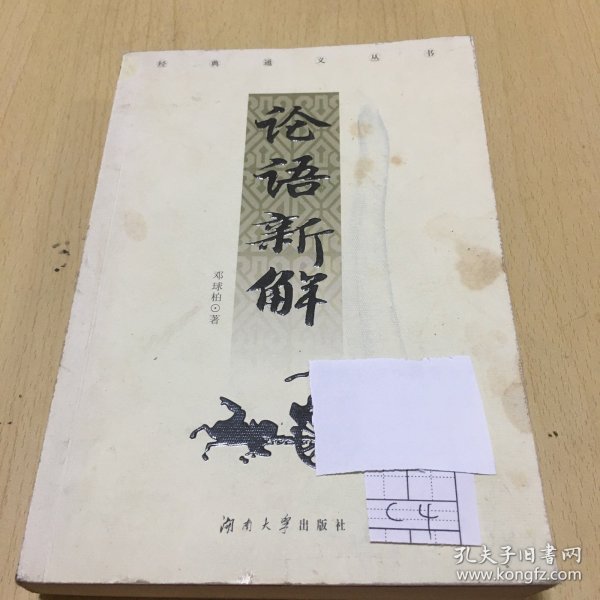 经典通义丛书
论语新解
邓球柏⊙著
湖南大学出版社
C4
孔夫子旧书网
www.kongfz.com